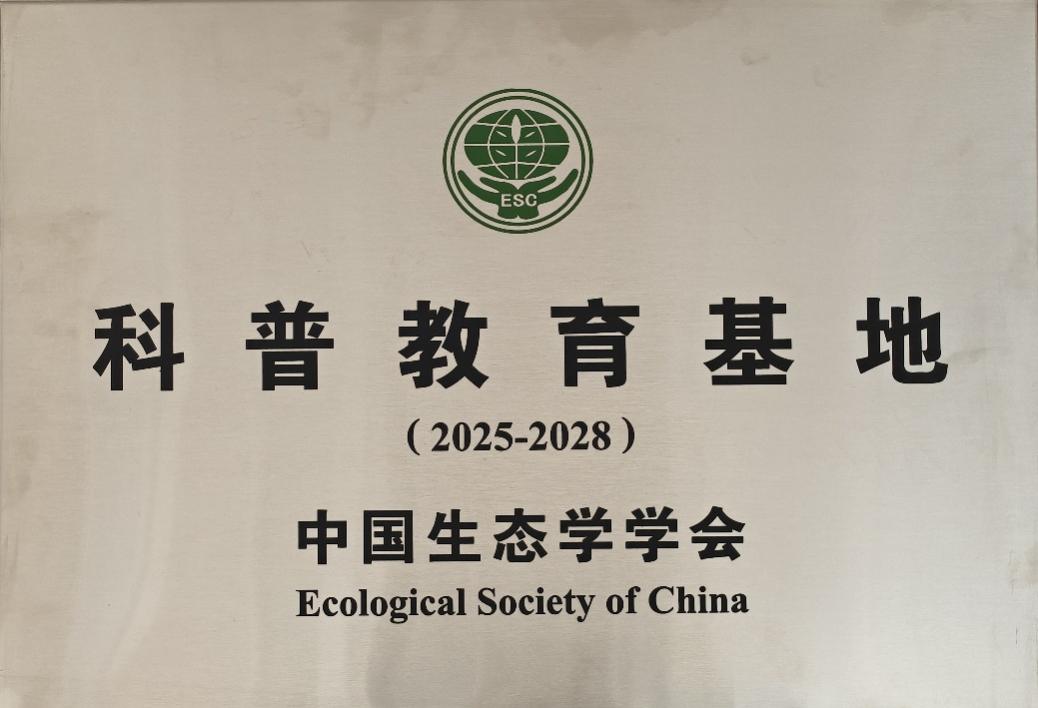 ESC
科普教育基地
（2025-2028）
中国生态学学会
Ecological Society of China